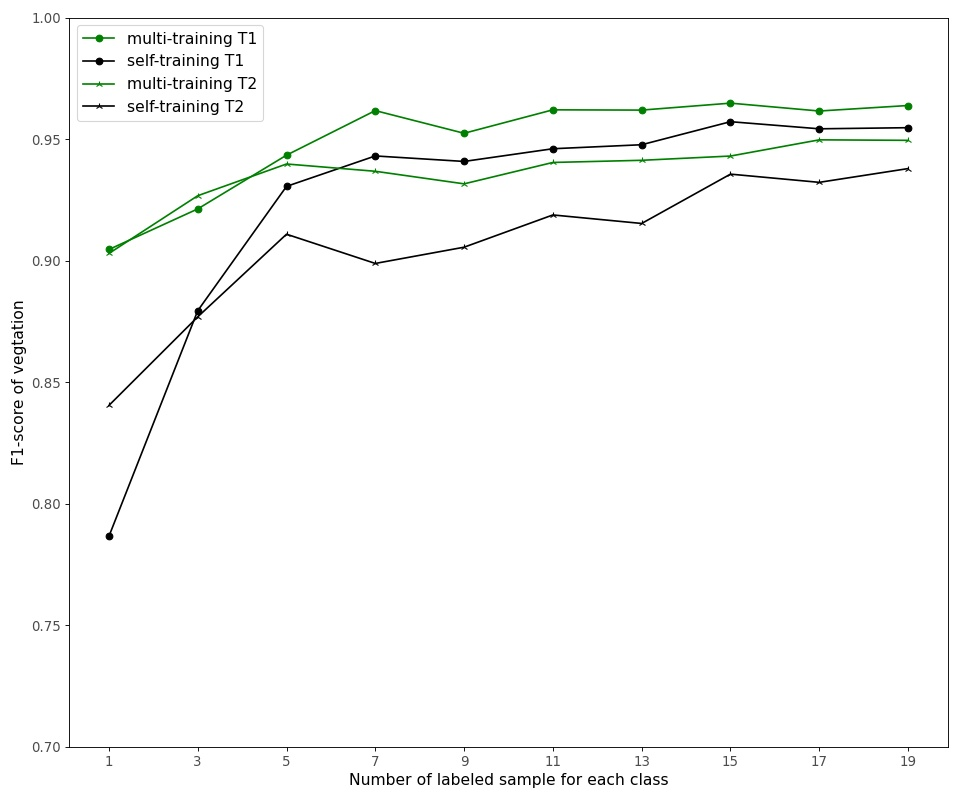 1.00
0.95
0.90
0.85
0.80
0.75
0.70
F1-score of vegtation
multi-training T1
self-training T1
multi-training T2
self-training T2
1 3 5 7 9 11 13 15 17 19
Number of labeled sample for each class